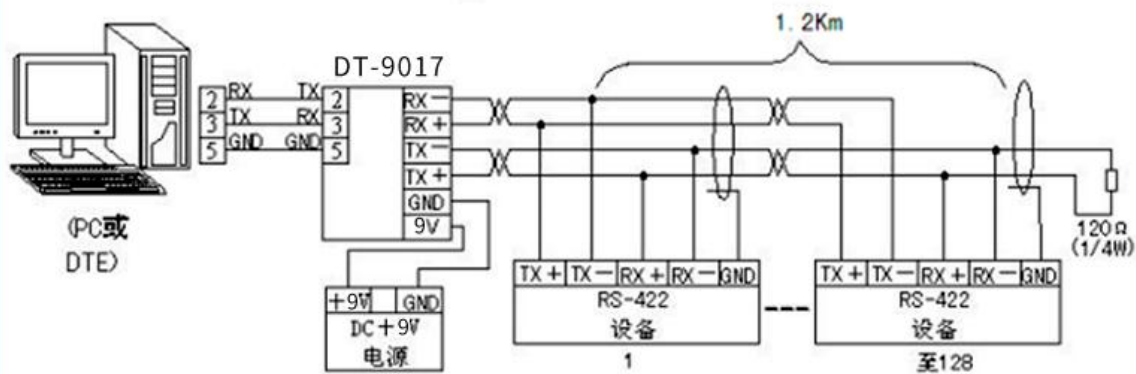 1.2Km
DT-9017
2 RX TX 2 RX－
3 TX RX 3 RX＋
5 GND GND 5 TX－
TX＋
GND
9V
(PC或
DTE)
120Ω
(1/4W)
+9V GND
DC＋9V
电源
TX＋ TX－ RX＋ RX－ GND
RS-422
设备
1
TX＋ TX－ RX＋ RX－ GND
RS-422
设备
至128